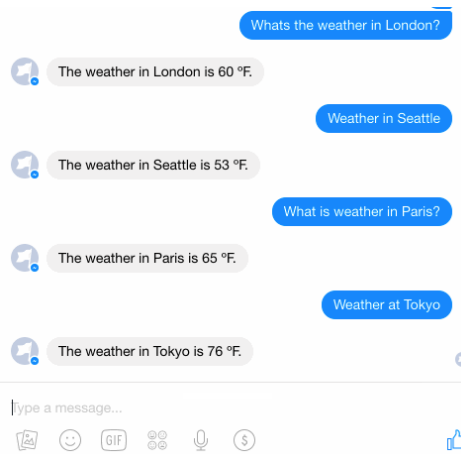 Whats the weather in London?
The weather in London is 60 ºF.
Weather in Seattle
The weather in Seattle is 53 ºF.
What is weather in Paris?
The weather in Paris is 65 ºF.
Weather at Tokyo
The weather in Tokyo is 76 ºF.
Type a message...
GIF
$